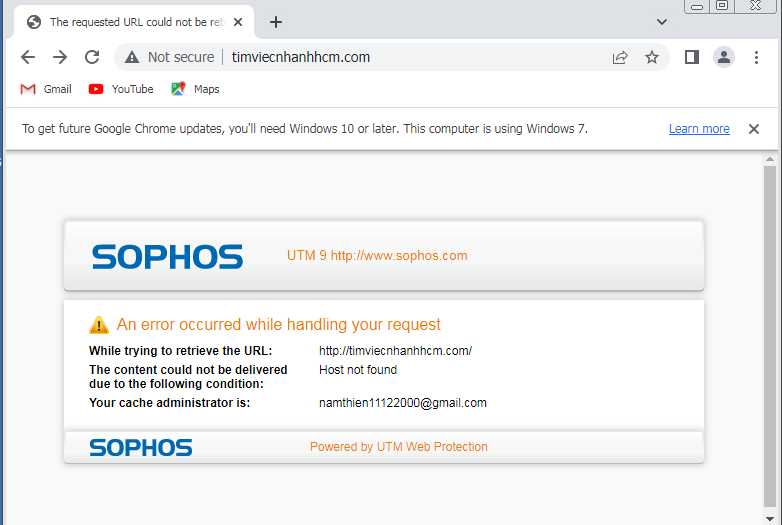 The requested URL could not be ret
Not secure
timviecnhanhhcm.com
Gmail
YouTube
Maps
To get future Google Chrome updates, you'll need Windows 10 or later. This computer is using Windows 7.
Learn more
SOPHOS
UTM 9 http://www.sophos.com
An error occurred while handling your request
While trying to retrieve the URL:
http://timviecnhanhhcm.com/
The content could not be delivered
due to the following condition:
Host not found
Your cache administrator is:
namthien11122000@gmail.com
SOPHOS
Powered by UTM Web Protection